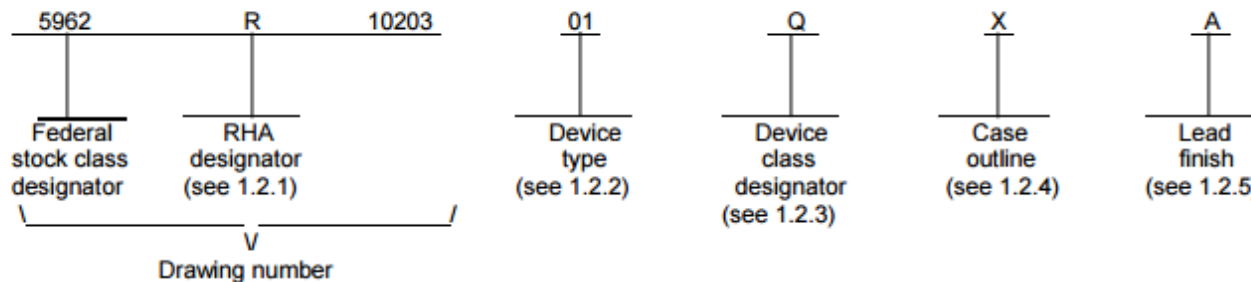 5962 R 10203 01 Q X A
Federal RHA Device Device Case Lead
stock class designator type class outline finish
designator (see 1.2.1) (see 1.2.2) designator (see 1.2.4) (see 1.2.5
(see 1.2.3)
\ /
\/
Drawing number